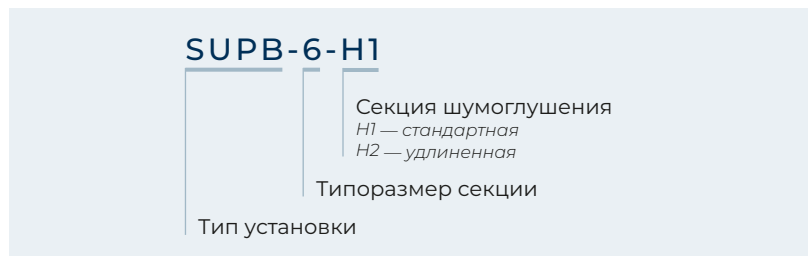 SUPB-6-H1
Секция шумоглушения
H1 — стандартная
H2 — удлиненная
Типоразмер секции
Тип установки